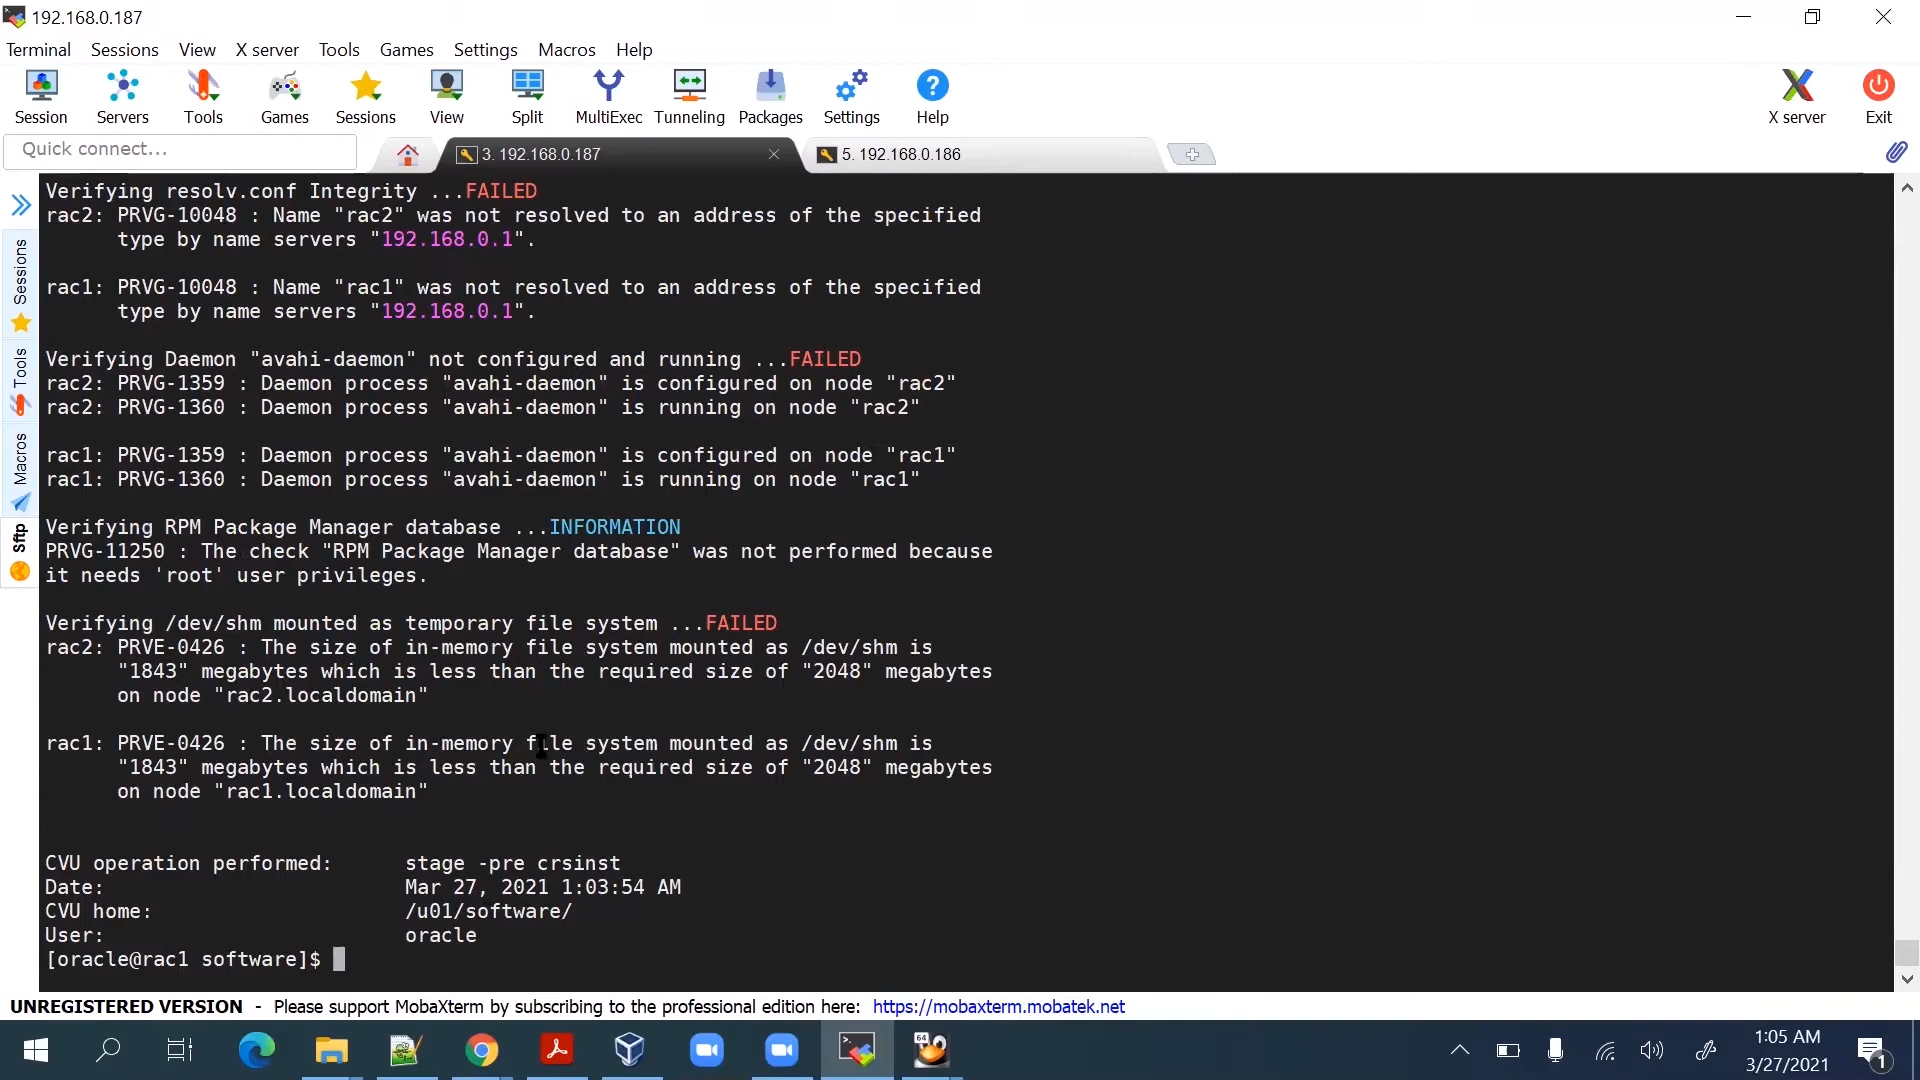 192.168.0.187
Terminal Sessions View X server Tools Games Settings Macros Help
Session Servers Tools Games Sessions View Split MultiExec Tunneling Packages Settings Help X server Exit
Quick connect... 3. 192.168.0.187 5. 192.168.0.186
Sessions
Tools
Macros
Sftp
Verifying resolv.conf Integrity ...FAILED
rac2: PRVG-10048 : Name "rac2" was not resolved to an address of the specified
type by name servers "192.168.0.1".
rac1: PRVG-10048 : Name "rac1" was not resolved to an address of the specified
type by name servers "192.168.0.1".
Verifying Daemon "avahi-daemon" not configured and running ...FAILED
rac2: PRVG-1359 : Daemon process "avahi-daemon" is configured on node "rac2"
rac2: PRVG-1360 : Daemon process "avahi-daemon" is running on node "rac2"
rac1: PRVG-1359 : Daemon process "avahi-daemon" is configured on node "rac1"
rac1: PRVG-1360 : Daemon process "avahi-daemon" is running on node "rac1"
Verifying RPM Package Manager database ...INFORMATION
PRVG-11250 : The check "RPM Package Manager database" was not performed because
it needs 'root' user privileges.
Verifying /dev/shm mounted as temporary file system ...FAILED
rac2: PRVE-0426 : The size of in-memory file system mounted as /dev/shm is
"1843" megabytes which is less than the required size of "2048" megabytes
on node "rac2.localdomain"
rac1: PRVE-0426 : The size of in-memory file system mounted as /dev/shm is
"1843" megabytes which is less than the required size of "2048" megabytes
on node "rac1.localdomain"
CVU operation performed: stage -pre crsinst
Date: Mar 27, 2021 1:03:54 AM
CVU home: /u01/software/
User: oracle
[oracle@rac1 software]$
UNREGISTERED VERSION - Please support MobaXterm by subscribing to the professional edition here: https://mobaxterm.mobatek.net
64
1:05 AM
3/27/2021
1